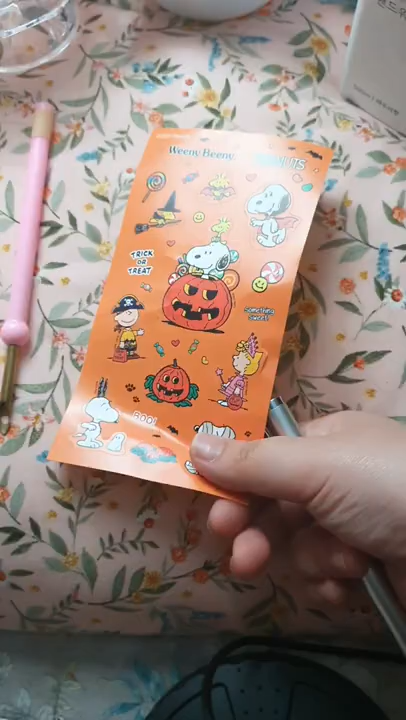 Weeny Beeny
PEANUTS
TRICK
OR
TREAT
Something
sweet!
BOO!